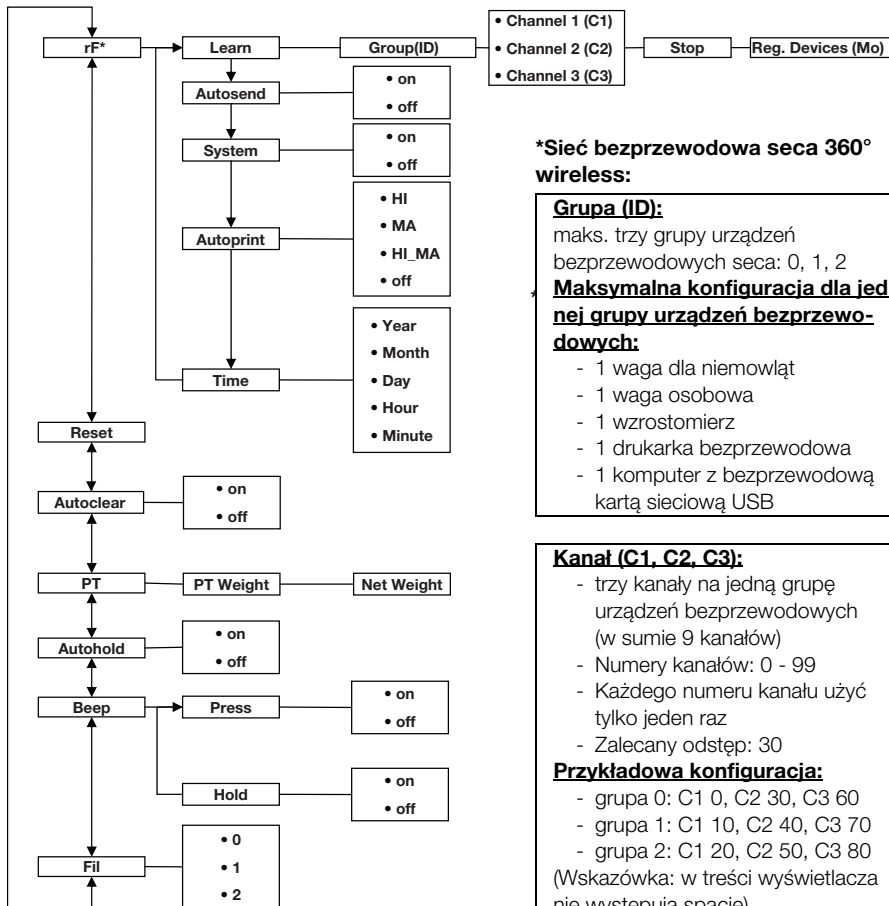 rF*
Learn
Group(ID)
• Channel 1 (C1)
• Channel 2 (C2)
• Channel 3 (C3)
Stop
Reg. Devices (Mo)
Autosend
• on
• off
System
• on
• off
Autoprint
• HI
• MA
• HI_MA
• off
Time
• Year
• Month
• Day
• Hour
• Minute
Reset
Autoclear
• on
• off
PT
PT Weight
Net Weight
Autohold
• on
• off
Beep
Press
• on
• off
Hold
• on
• off
Fil
• 0
• 1
• 2
*Sieć bezprzewodowa seca 360°
wireless:
Grupa (ID):
maks. trzy grupy urządzeń
bezprzewodowych seca: 0, 1, 2
Maksymalna konfiguracja dla jed
nej grupy urządzeń bezprzewo-
dowych:
- 1 waga dla niemowląt
- 1 waga osobowa
- 1 wzrostomierz
- 1 drukarka bezprzewodowa
- 1 komputer z bezprzewodową
kartą sieciową USB
Kanał (C1, C2, C3):
- trzy kanały na jedną grupę
urządzeń bezprzewodowych
(w sumie 9 kanałów)
- Numery kanałów: 0 - 99
- Każdego numeru kanału użyć
tylko jeden raz
- Zalecany odstęp: 30
Przykładowa konfiguracja:
- grupa 0: C1 0, C2 30, C3 60
- grupa 1: C1 10, C2 40, C3 70
- grupa 2: C1 20, C2 50, C3 80
(Wskazówka: w treści wyświetlacza
nie występują spacje)